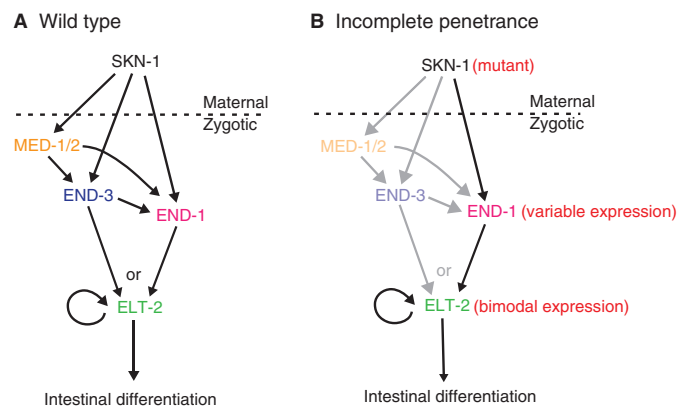 A Wild type
SKN-1
Maternal
Zygotic
MED-1/2
END-3
END-1
or
ELT-2
Intestinal differentiation
B Incomplete penetrance
SKN-1 (mutant)
Maternal
Zygotic
MED-1/2
END-3
END-1 (variable expression)
or
ELT-2 (bimodal expression)
Intestinal differentiation